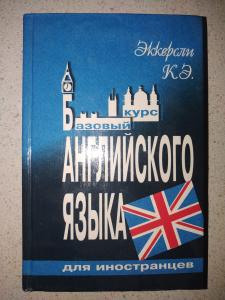 Эккерсли
К.Э.
Базовый курс
АНГЛИЙСКОГО
ЯЗЫКА
для иностранцев